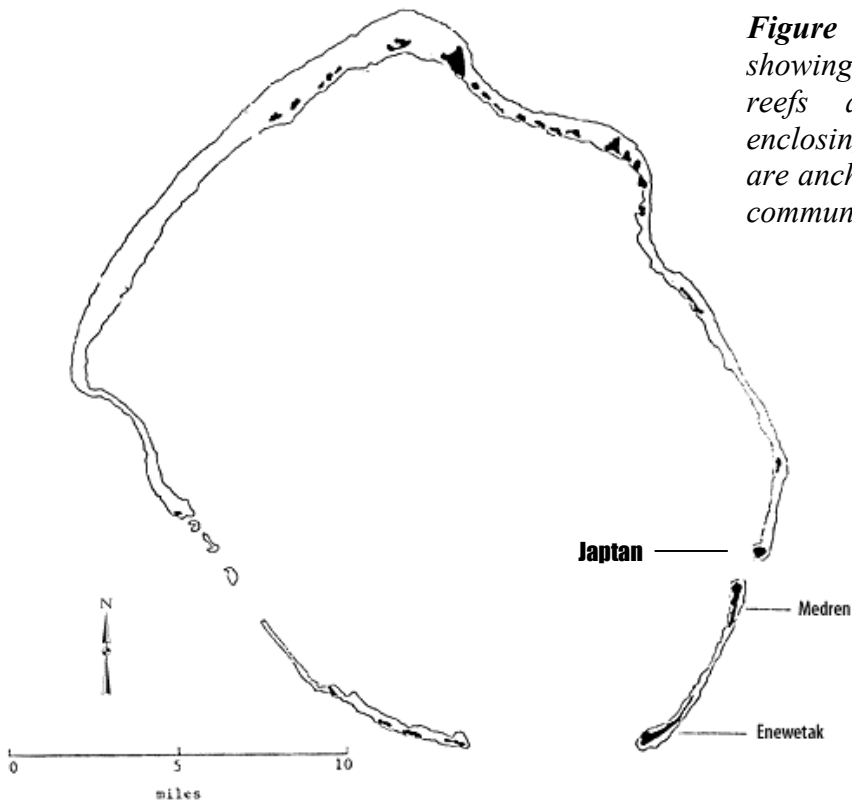 Figure
showing
reefs a
enclosin
are anch
commun
Japtan
Medren
N
Enewetak
0 5 10
miles